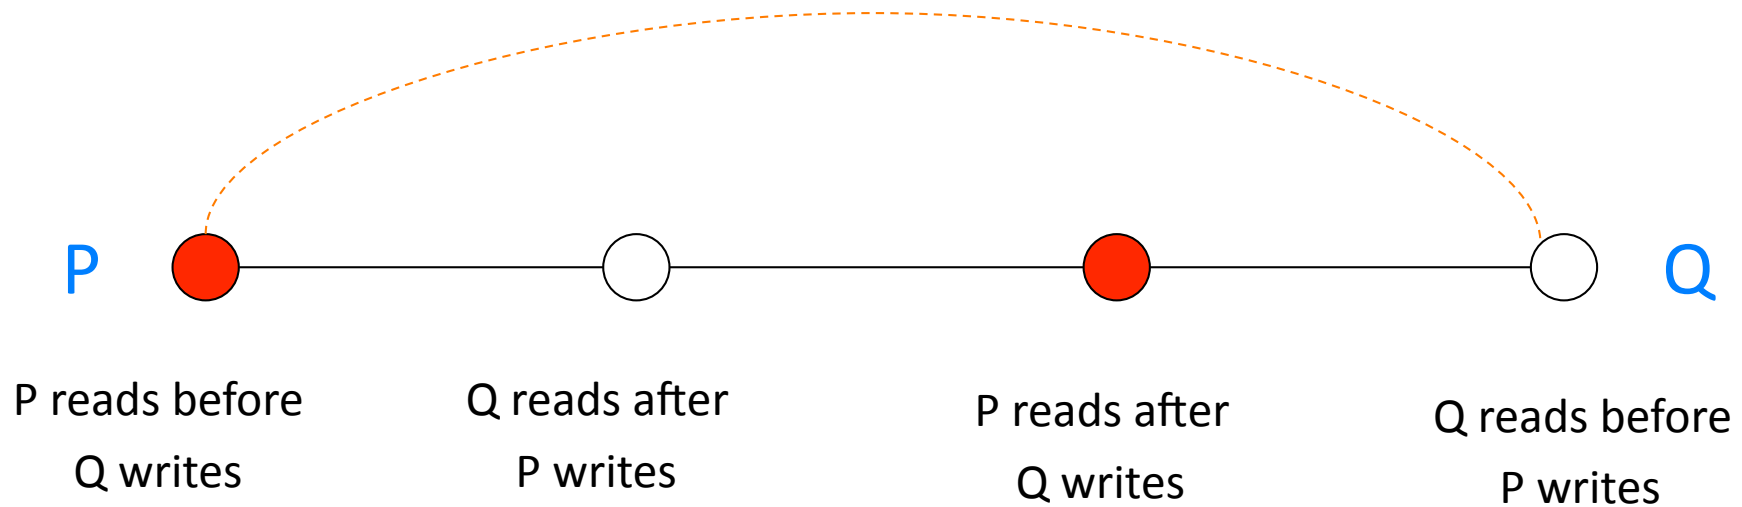 P
Q
P reads before
Q writes
Q reads after
P writes
P reads after
Q writes
Q reads before
P writes